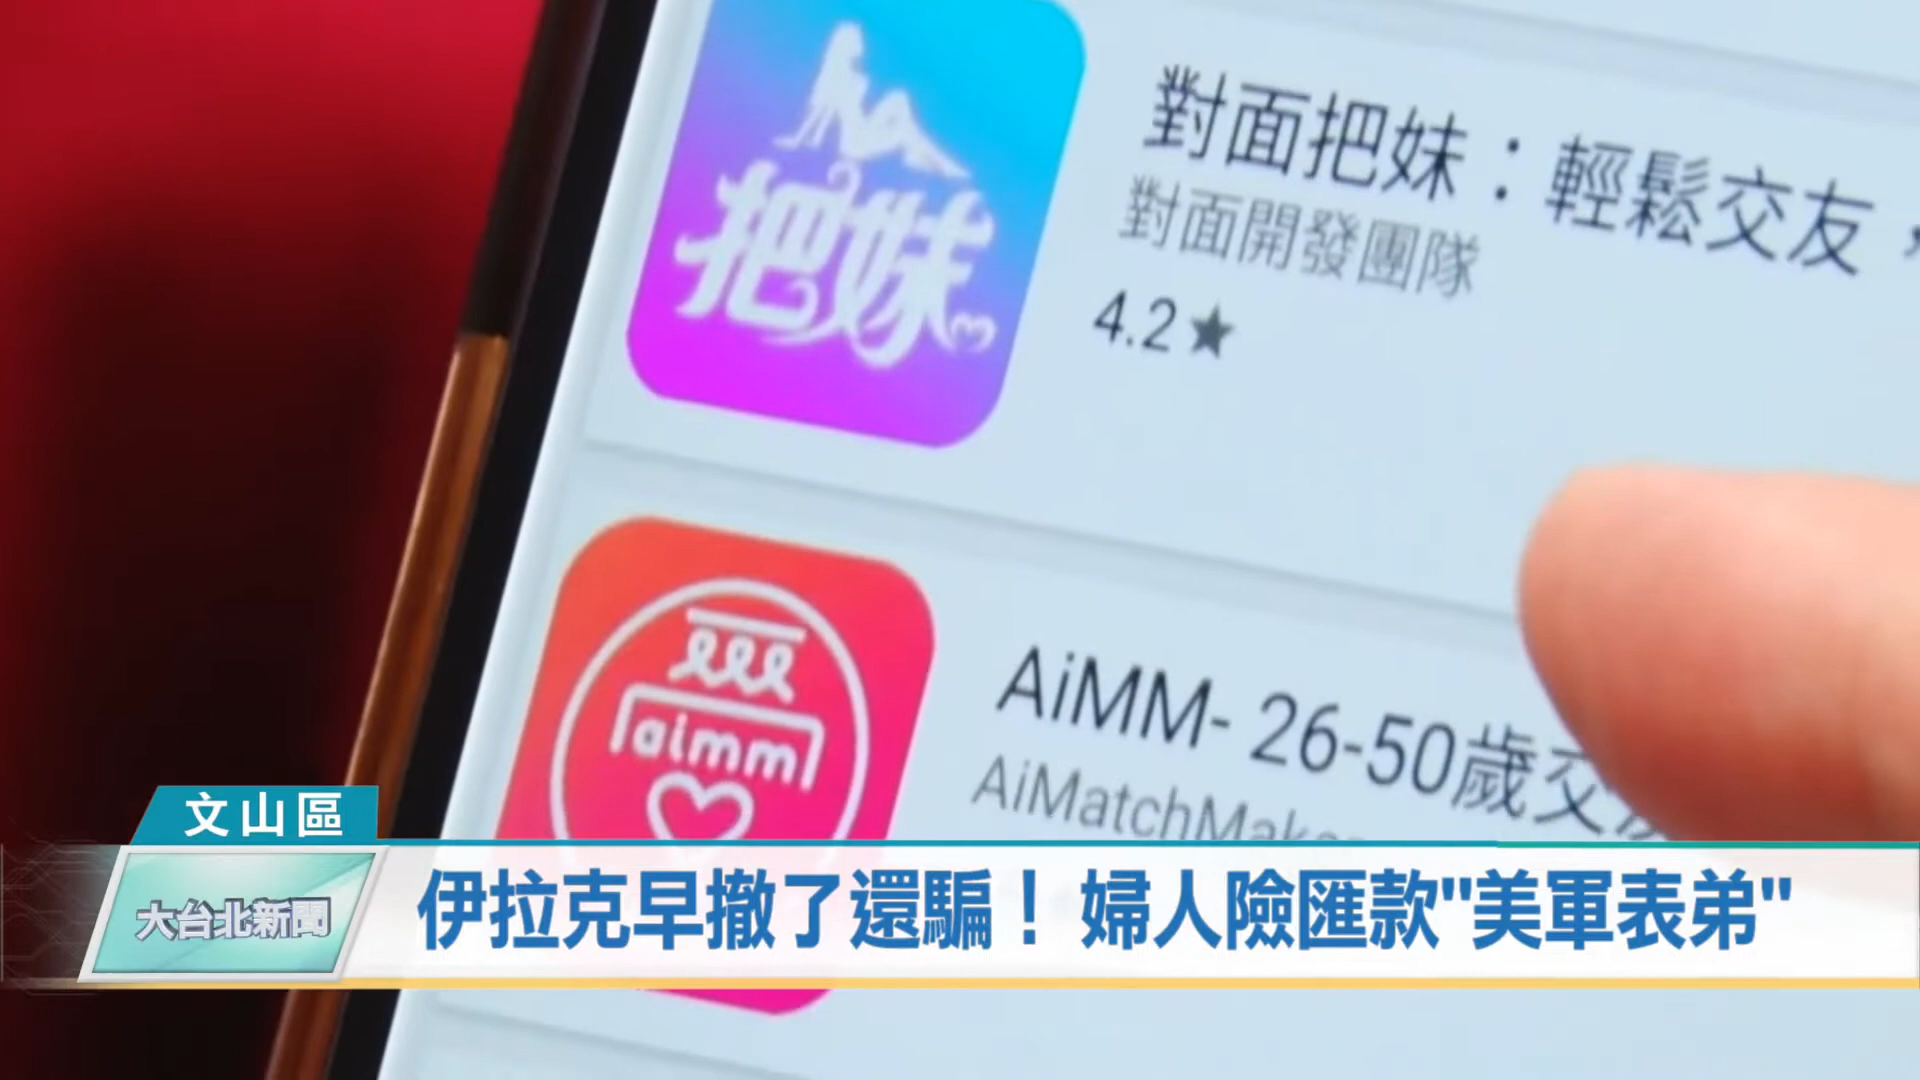 把妹
對面把妹：輕鬆交友，
對面開發團隊
4.2★
aimm
AiMM- 26-50歲交
AiMatchMake
文山區
大台北新聞
伊拉克早撤了還騙！ 婦人險匯款"美軍表弟"